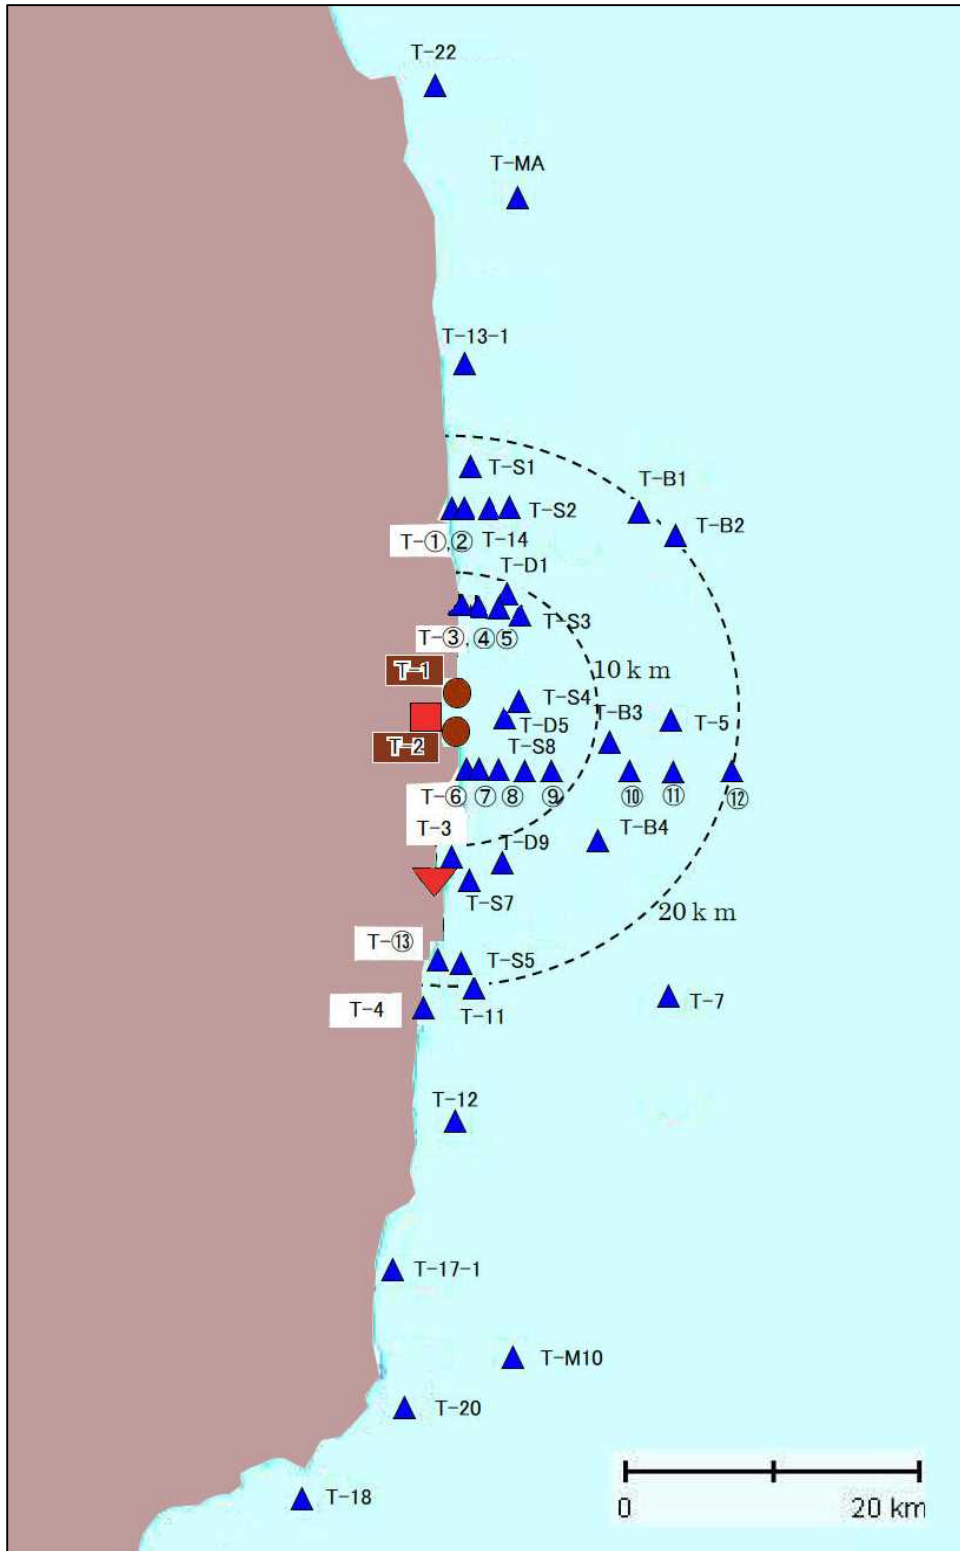 T-22
T-MA
T-13-1
T-S1
T-B1
T-S2
T-B2
T-①,② T-14
T-D1
T-S3
T-③,④⑤
T-1
10 km
T-S4
T-B3
T-5
T-D5
T-2
T-S8
T-⑥ ⑦ ⑧ ⑨ ⑩ ⑪ ⑫
T-3
T-B4
T-D9
T-S7
20 km
T-⑬
T-S5
T-7
T-4
T-11
T-12
T-17-1
T-M10
T-20
T-18
0 20 km